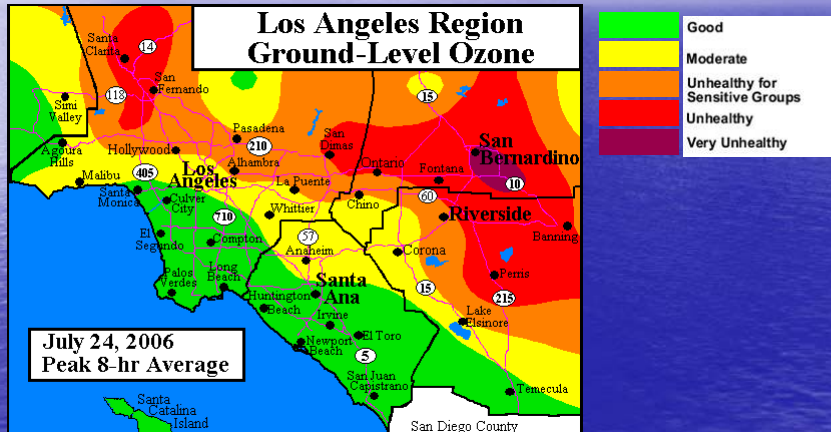 Los Angeles Region
Ground-Level Ozone
Good
Moderate
Unhealthy for
Sensitive Groups
Unhealthy
Very Unhealthy
Santa
Clarita
14
San
Fernando
118
Simi
Valley
15
Pasadena
210
San
Dimas
San
Bernardino
Agoura
Hills
Hollywood
405
Los
Angeles
Alhambra
Ontario
Fontana
10
Malibu
Santa
Monica
Culver
City
La Puente
Chino
60
Riverside
710
Whittier
Banning
El
Segundo
Compton
57
Anaheim
Corona
Palos
Verdes
Long
Beach
Santa
Ana
Perris
15
215
Huntington
Beach
Irvine
Lake
Elsinore
El Toro
Newport
Beach
5
July 24, 2006
Peak 8-hr Average
San Juan
Capistrano
Temecula
Santa
Catalina
Island
San Diego County